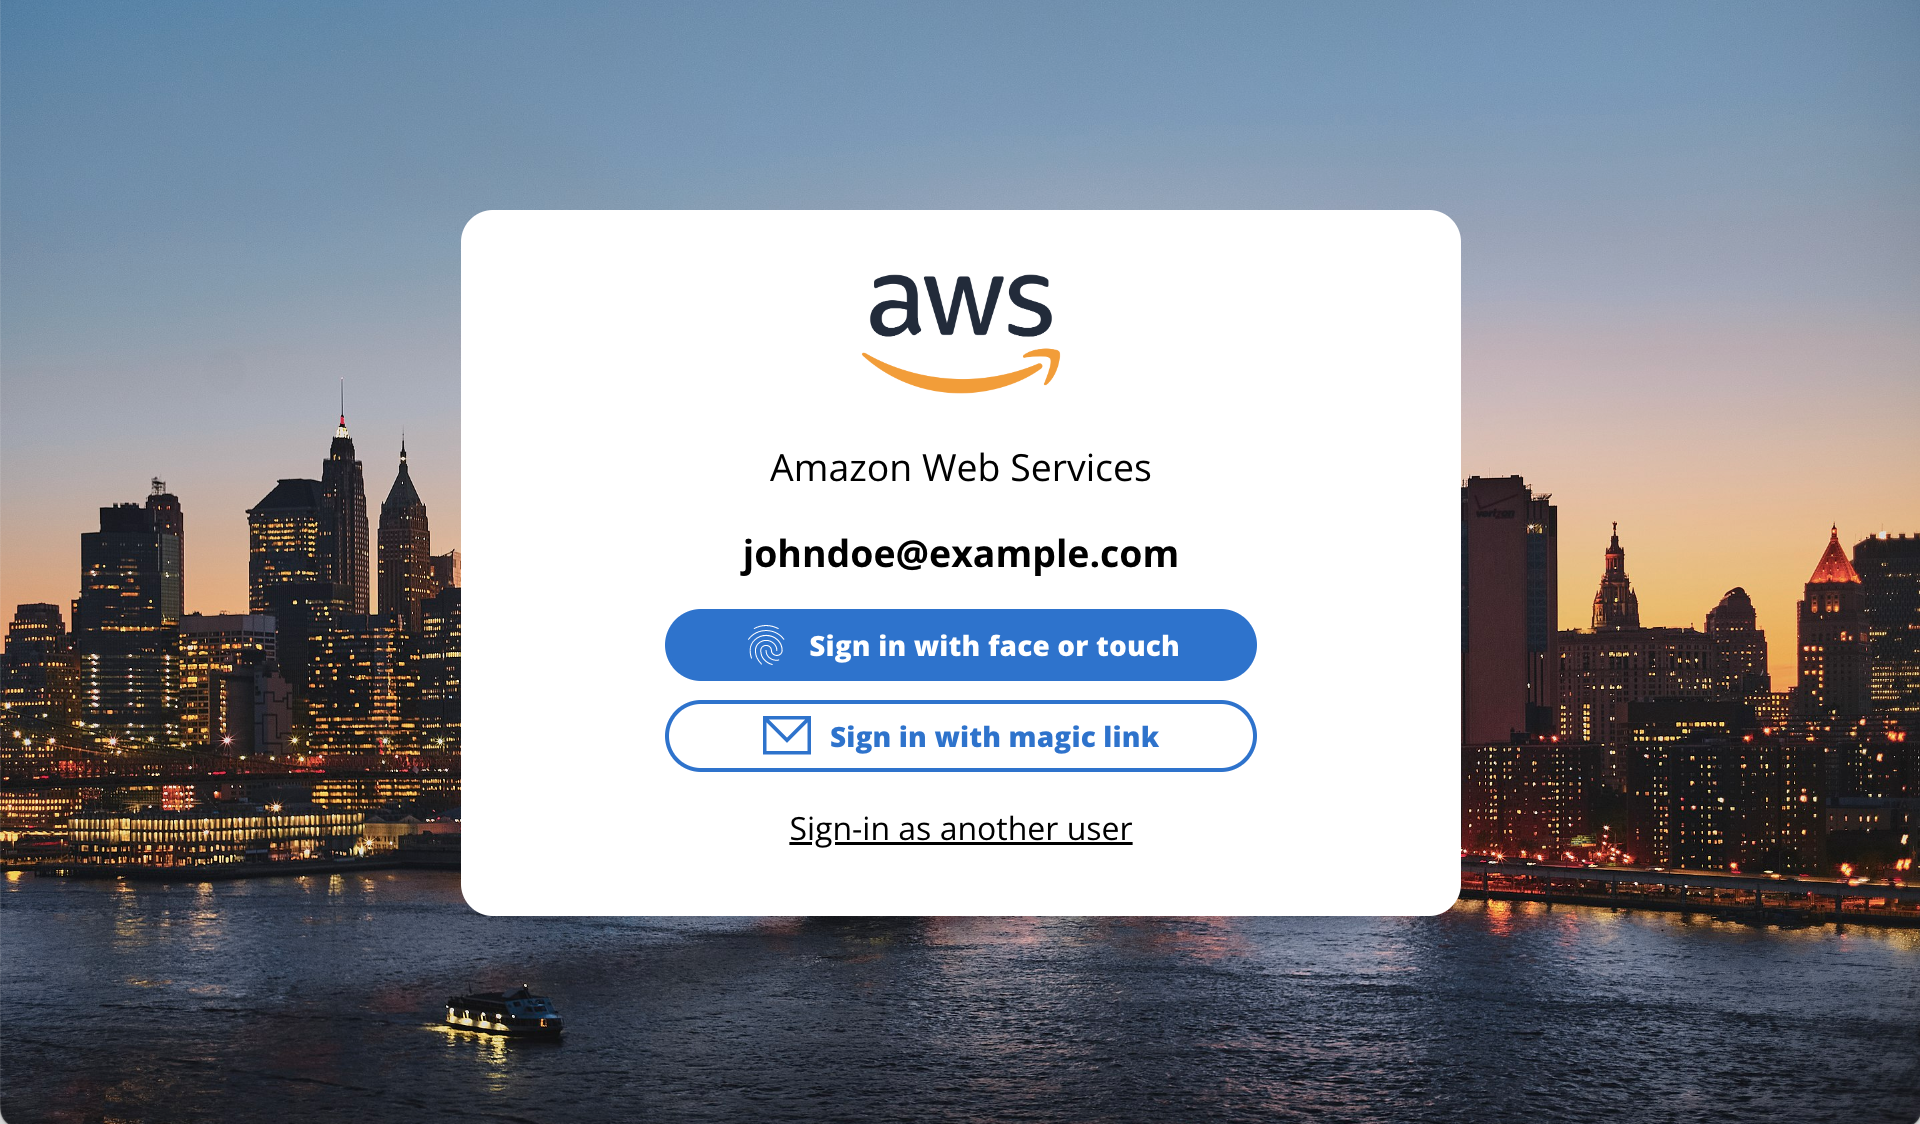 aws
Amazon Web Services
johndoe@example.com
Sign in with face or touch
Sign in with magic link
Sign-in as another user
verizon